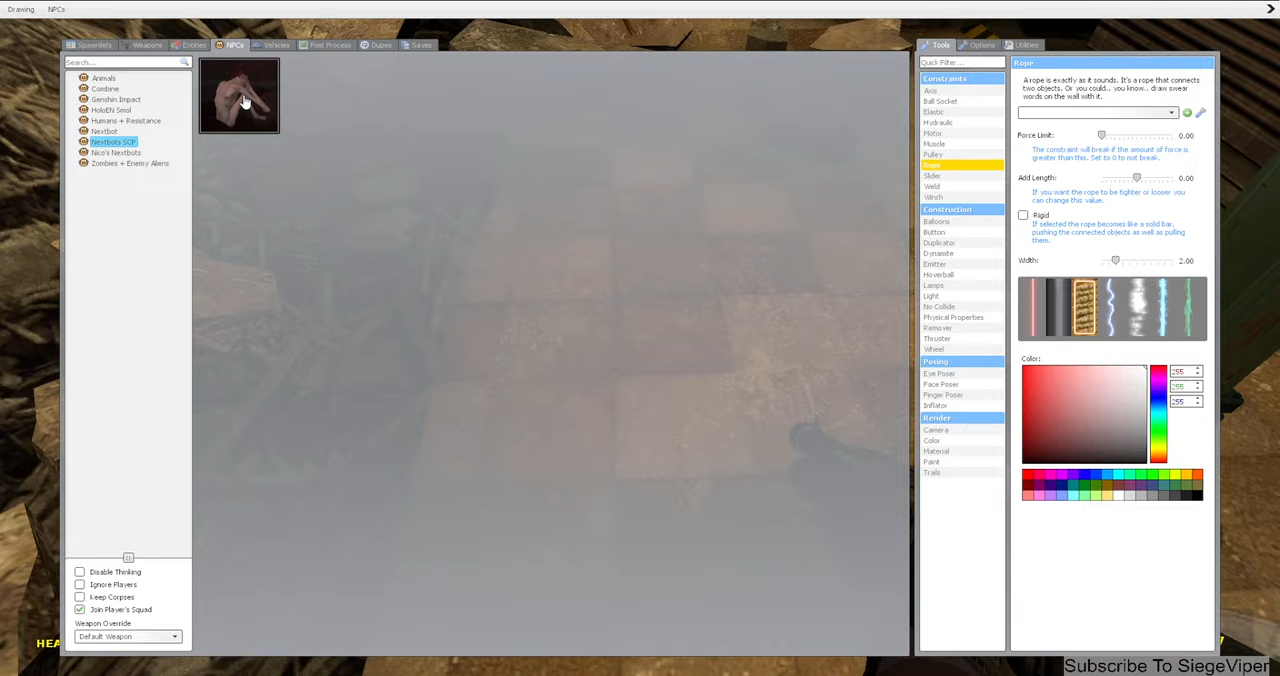 Drawing NPCs
Spawnlists Weapons Entities NPCs Vehicles Post Process Dupes Saves
Search...
Animals
Combine
Genshin Impact
HoloEN Smol
Humans + Resistance
Nextbot
Nextbots SCP
Nico's Nextbots
Zombies + Enemy Aliens
Disable Thinking
Ignore Players
Keep Corpses
Join Player's Squad
Weapon Override
Default Weapon
HEA
Tools Options Utilities
Quick Filter...
Constraints
Axis
Ball Socket
Elastic
Hydraulic
Motor
Muscle
Pulley
Rope
Slider
Weld
Winch
Construction
Balloons
Button
Duplicator
Dynamite
Emitter
Hoverball
Lamps
Light
No Collide
Physical Properties
Remover
Thruster
Wheel
Posing
Eye Poser
Face Poser
Finger Poser
Inflator
Render
Camera
Color
Material
Paint
Trails
Rope
A rope is exactly as it sounds. It's a rope that connects
two objects. Or you could.. you know.. draw swear
words on the wall with it.
Force Limit: 0.00
The constraint will break if the amount of force is
greater than this. Set to 0 to not break.
Add Length: 0.00
If you want the rope to be tighter or looser you
can change this value.
Rigid
If selected the rope becomes like a solid bar,
pushing the connected objects as well as pulling
them.
Width: 2.00
Color:
255
255
255
Subscribe To SiegeViper